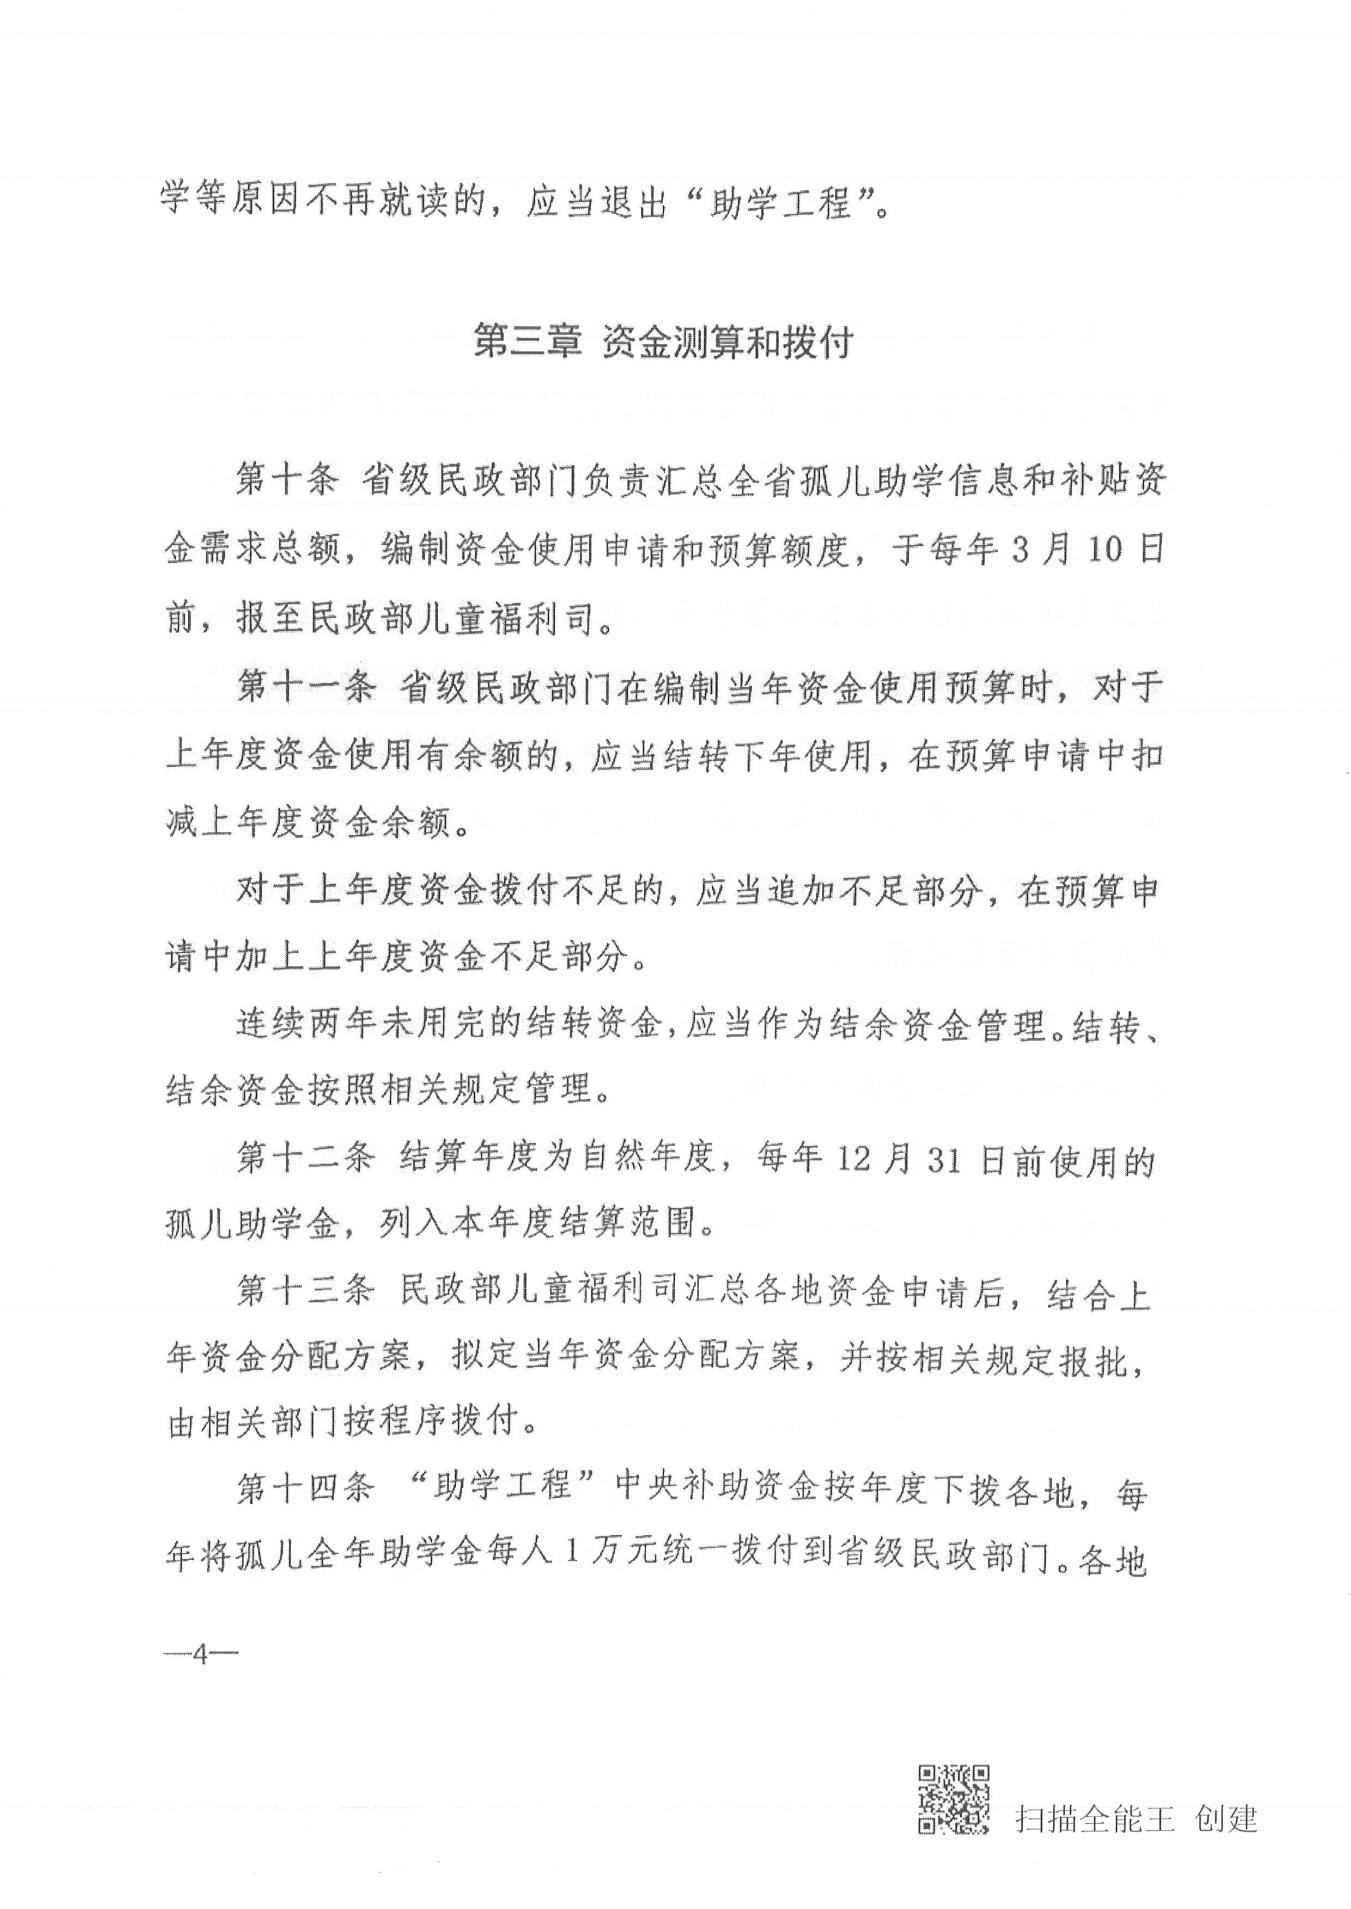 学等原因不再就读的，应当退出“助学工程”。
第三章 资金测算和拨付
第十条 省级民政部门负责汇总全省孤儿助学信息和补贴资
金需求总额，编制资金使用申请和预算额度，于每年 3 月 10 日
前，报至民政部儿童福利司。
第十一条 省级民政部门在编制当年资金使用预算时，对于
上年度资金使用有余额的，应当结转下年使用，在预算申请中扣
减上年度资金余额。
对于上年度资金拨付不足的，应当追加不足部分，在预算申
请中加上上年度资金不足部分。
连续两年未用完的结转资金，应当作为结余资金管理。结转、
结余资金按照相关规定管理。
第十二条 结算年度为自然年度，每年 12 月 31 日前使用的
孤儿助学金，列入本年度结算范围。
第十三条 民政部儿童福利司汇总各地资金申请后，结合上
年资金分配方案，拟定当年资金分配方案，并按相关规定报批，
由相关部门按程序拨付。
第十四条 “助学工程”中央补助资金按年度下拨各地，每
年将孤儿全年助学金每人 1 万元统一拨付到省级民政部门。各地
—4—
扫描全能王 创建